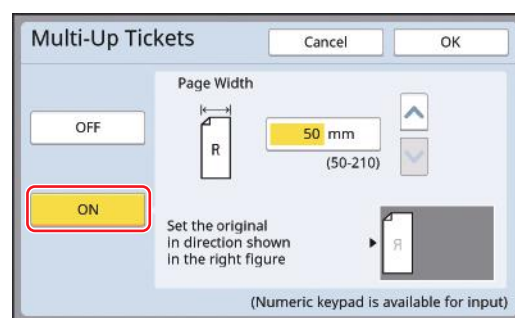 Multi-Up Tickets
Cancel
OK
OFF
ON
Page Width
R
50 mm
(50-210)
Set the original
in direction shown
in the right figure
R
(Numeric keypad is available for input)